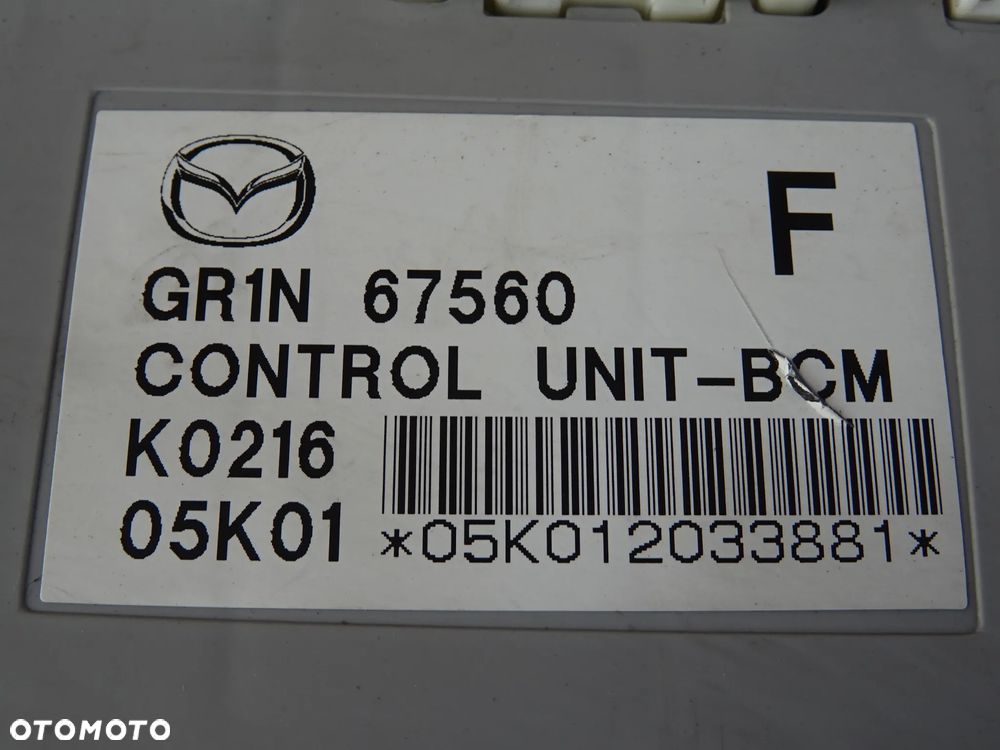 F
GR1N 67560
CONTROL UNIT-BCM
K0216
05K01 *05K012033881*
OTOMOTO